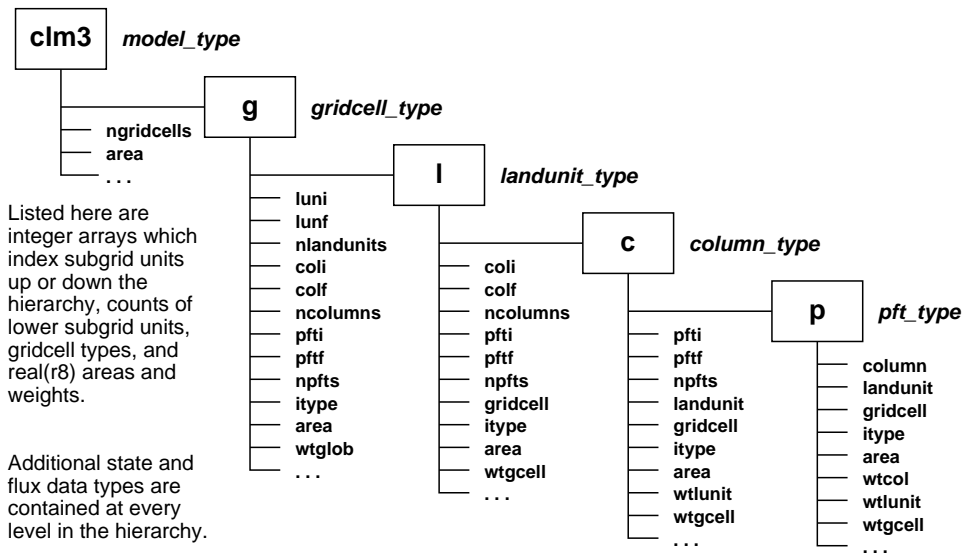 clm3 model_type
g gridcell_type
ngridcells
area
. . .
l landunit_type
luni
lunf
nlandunits
coli
colf
ncolumns
pfti
pftf
npfts
itype
area
wtglob
. . .
c column_type
coli
colf
ncolumns
pfti
pftf
npfts
gridcell
itype
area
wtgcell
. . .
p pft_type
pfti
pftf
npfts
landunit
gridcell
itype
area
wtlunit
wtgcell
. . .
column
landunit
gridcell
itype
area
wtcol
wtlunit
wtgcell
. . .
Listed here are
integer arrays which
index subgrid units
up or down the
hierarchy, counts of
lower subgrid units,
gridcell types, and
real(r8) areas and
weights.
Additional state and
flux data types are
contained at every
level in the hierarchy.